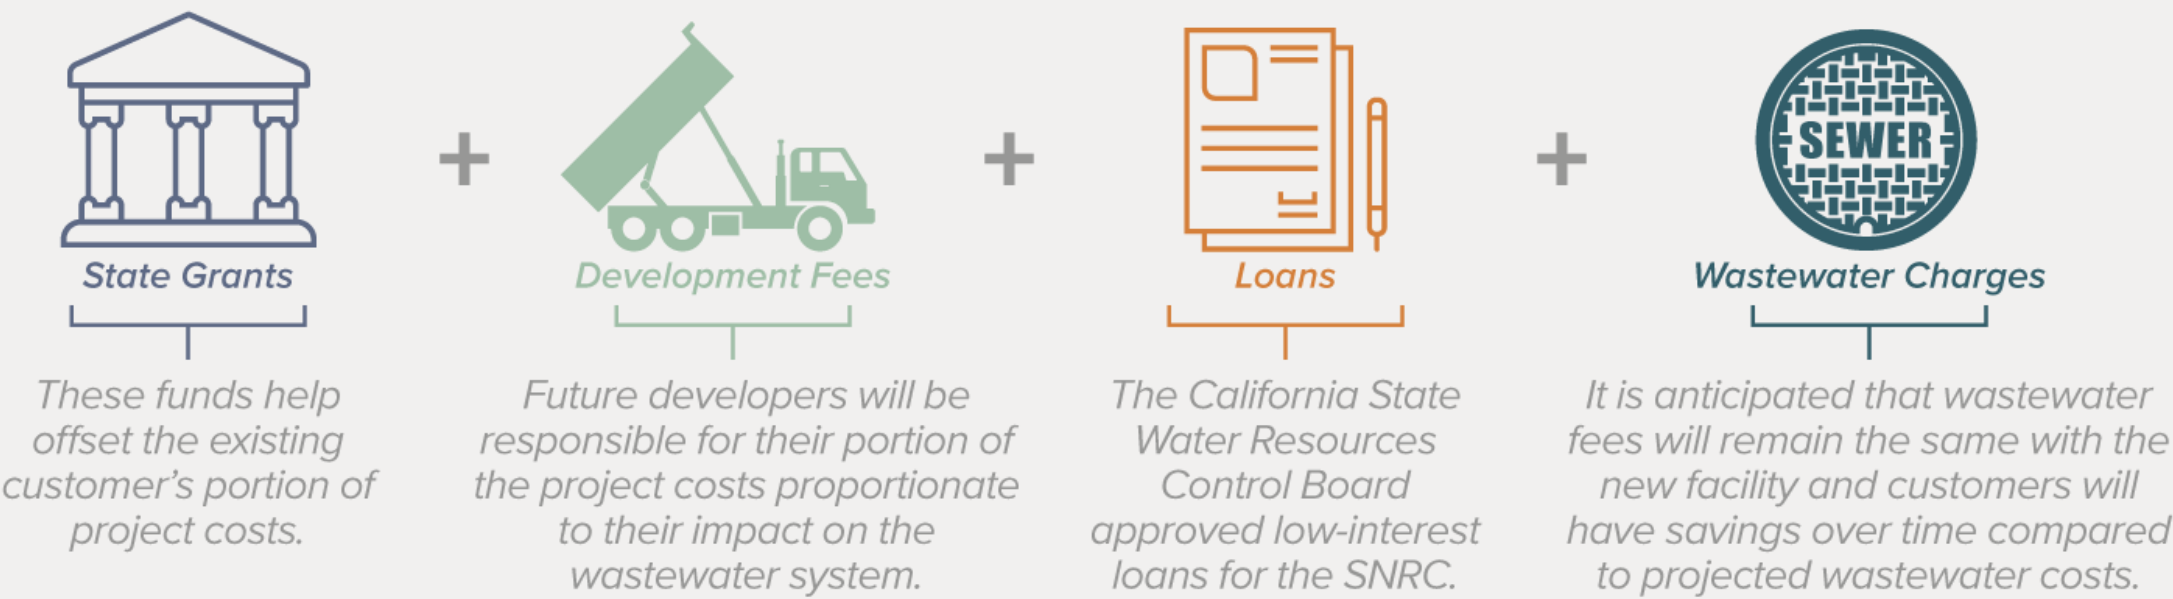 SEWER
State Grants
These funds help
offset the existing
customer's portion of
project costs.
Development Fees
Future developers will be
responsible for their portion of
the project costs proportionate
to their impact on the
wastewater system.
Loans
The California State
Water Resources
Control Board
approved low-interest
loans for the SNRC.
Wastewater Charges
It is anticipated that wastewater
fees will remain the same with the
new facility and customers will
have savings over time compared
to projected wastewater costs.